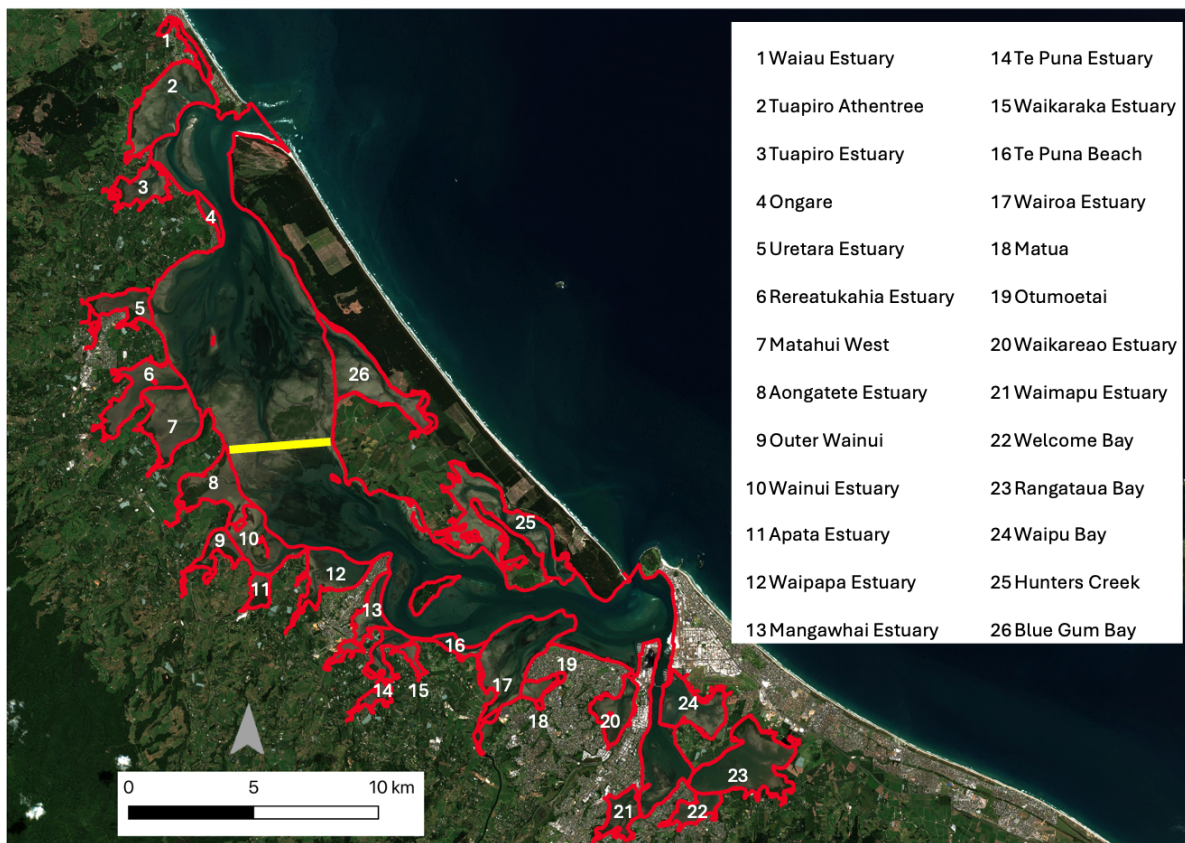 1 Waiau Estuary
2 Tuapiro Athentree
3 Tuapiro Estuary
4 Ongare
5 Uretara Estuary
6 Rereatukahia Estuary
7 Matahui West
8 Aongatete Estuary
9 Outer Wainui
10 Wainui Estuary
11 Apata Estuary
12 Waipapa Estuary
13 Mangawhai Estuary
14 Te Puna Estuary
15 Waikaraka Estuary
16 Te Puna Beach
17 Wairoa Estuary
18 Matua
19 Otumoetai
20 Waikareao Estuary
21 Waimapu Estuary
22 Welcome Bay
23 Rangataua Bay
24 Waipu Bay
25 Hunters Creek
26 Blue Gum Bay
1
2
3
4
5
6
26
7
8
25
9
10
11
12
13
16
19
14
15
17
18
20
24
23
21
22
0 5 10 km